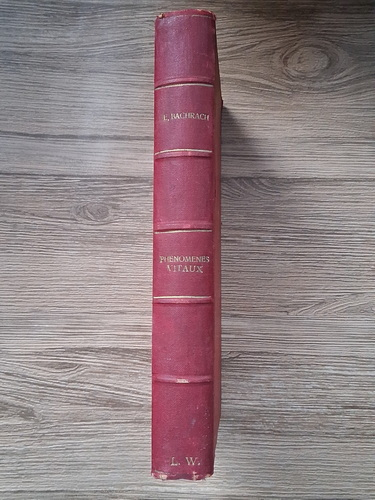 E. BACHRACH
PHENOMENES
VITAUX
L. W.